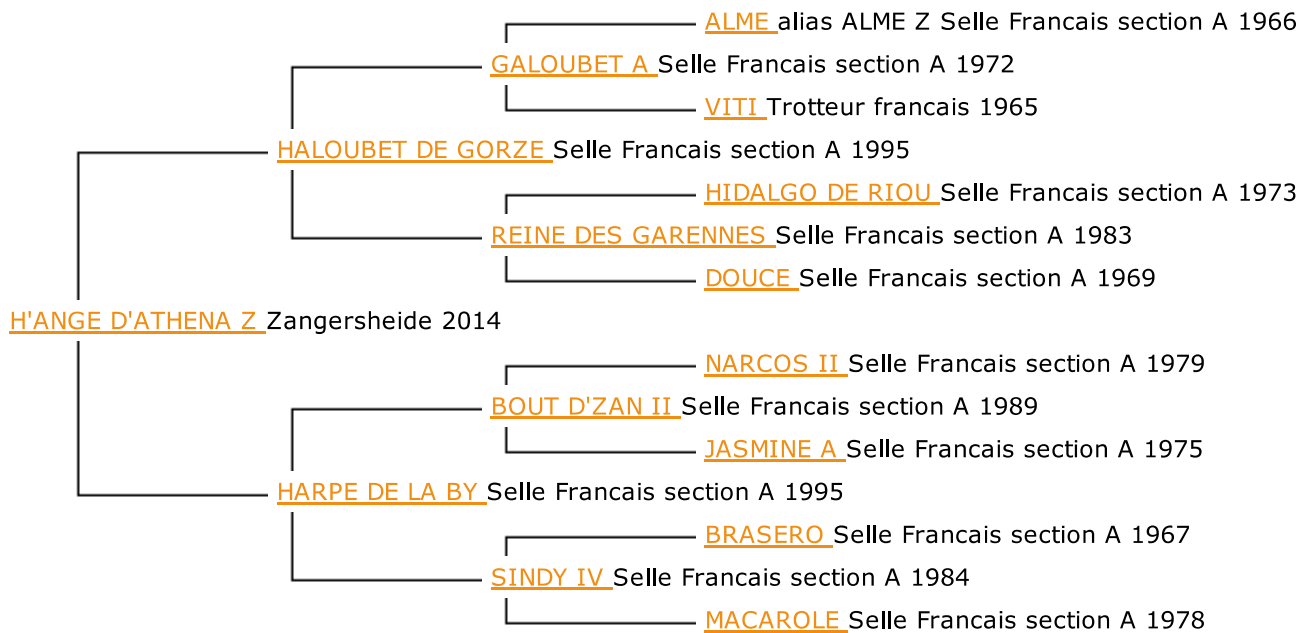 ALME alias ALME Z Selle Francais section A 1966
GALOUBET A Selle Francais section A 1972
VITI Trotteur francais 1965
HALOUBET DE GORZE Selle Francais section A 1995
HIDALGO DE RIOU Selle Francais section A 1973
REINE DES GARENNES Selle Francais section A 1983
DOUCE Selle Francais section A 1969
H'ANGE D'ATHENA Z Zangersheide 2014
NARCOS II Selle Francais section A 1979
BOUT D'ZAN II Selle Francais section A 1989
JASMINE A Selle Francais section A 1975
HARPE DE LA BY Selle Francais section A 1995
BRASERO Selle Francais section A 1967
SINDY IV Selle Francais section A 1984
MACAROLE Selle Francais section A 1978